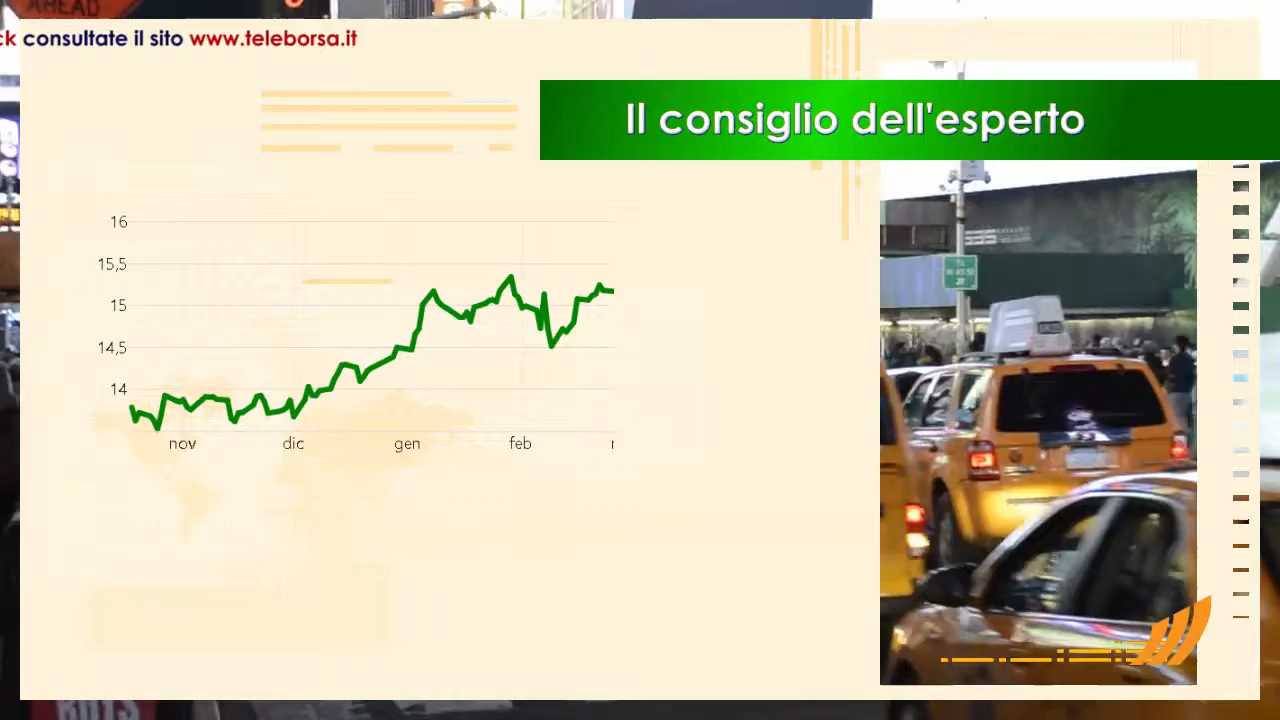 AHEAD
ck consultate il sito www.teleborsa.it
Il consiglio dell'esperto
16
15,5
15
14,5
14
nov
dic
gen
feb